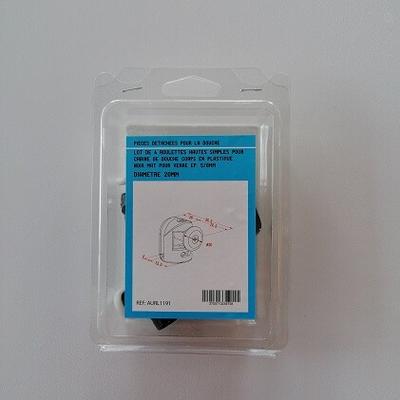 PIECES DETACHEES POUR LA DOUCHE
LOT DE 4 ROULETTES HAUTES SIMPLES POUR
CABINE DE DOUCHE CORPS EN PLASTIQUE
NOIR MAT POUR VERRE EP. 5/6MM
DIAMETRE 20MM
REF: AURL1191